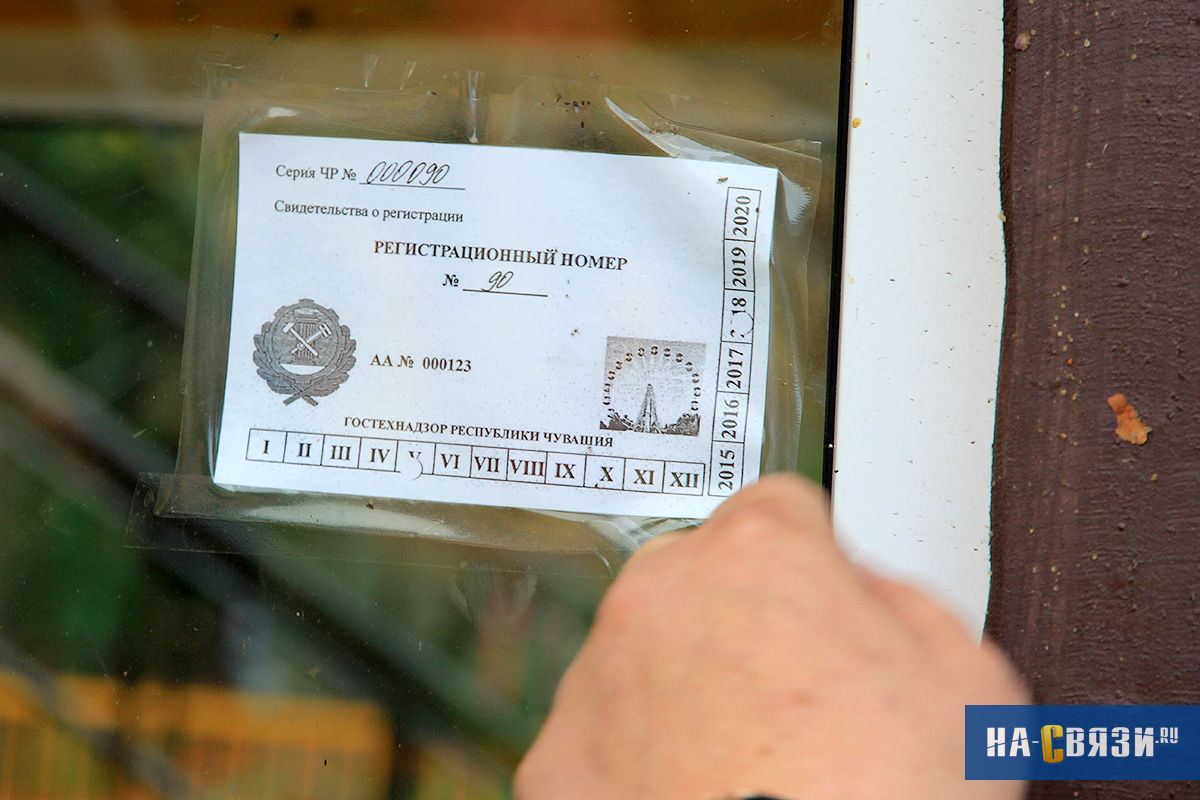 Серия ЧР № 000090
Свидетельства о регистрации
РЕГИСТРАЦИОННЫЙ НОМЕР
№ 90
АА № 000123
ГОСТЕХНАДЗОР РЕСПУБЛИКИ ЧУВАШИЯ
I II III IV V VI VII VIII IX X XI XII
2015 2016 2017 2018 2019 2020
НА-СВЯЗИ.RU